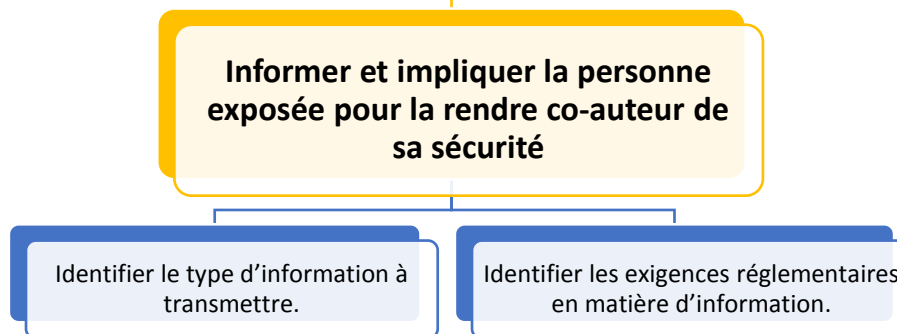 Informer et impliquer la personne
exposée pour la rendre co-auteur de
sa sécurité
Identifier le type d’information à
transmettre.
Identifier les exigences réglementaires
en matière d’information.